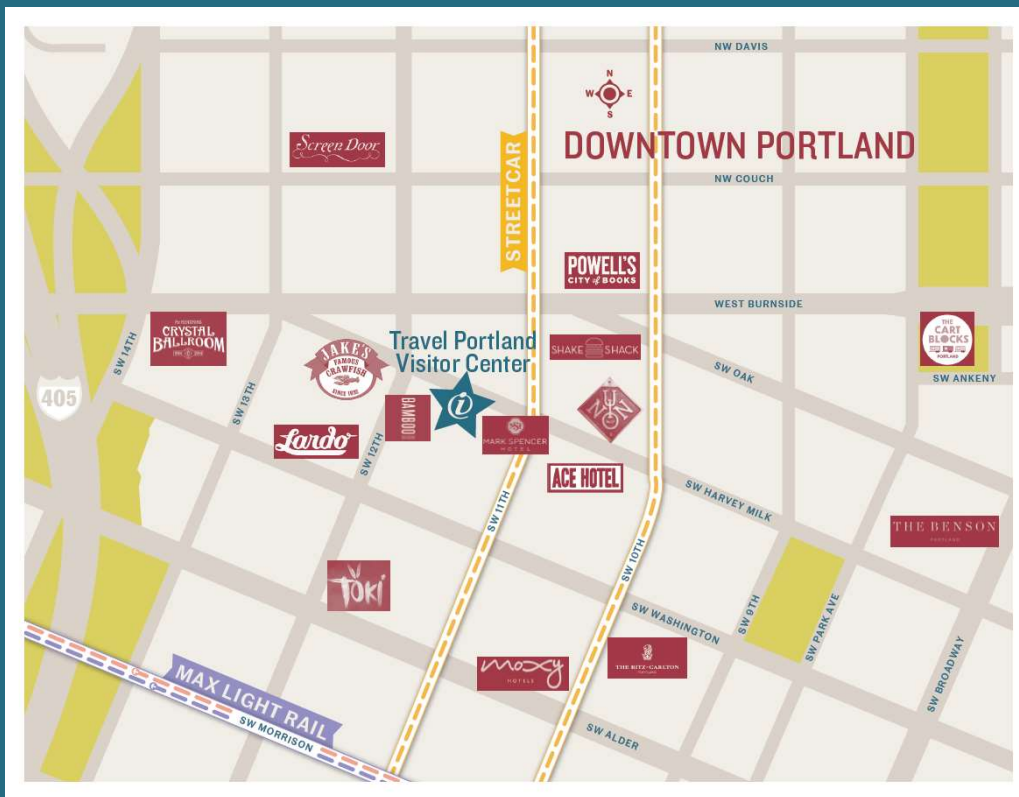 NW DAVIS
N
W E
S
DOWNTOWN PORTLAND
Screen Door
STREETCAR
NW COUCH
POWELL'S
CITY of BOOKS
WEST BURNSIDE
CRYSTAL
BALLROOM
SW 14TH
JAKE'S
FAMOUS
CRAWFISH
SINCE 1892
Travel Portland
Visitor Center
i
SHAKE SHACK
THE
CART
BLOCKS
PORTLAND
SW OAK
SW ANKENY
405
SW 13TH
BAMBOO
SW 12TH
Lardo
MARK SPENCER
HOTEL
UNION
ACE HOTEL
SW 11TH
SW HARVEY MILK
THE BENSON
PORTLAND
SW 10TH
TOKI
SW WASHINGTON
SW 9TH
SW PARK AVE
moxy
HOTELS
THE RITZ-CARLTON
PORTLAND
SW BROADWAY
MAX LIGHT RAIL
SW MORRISON
SW ALDER